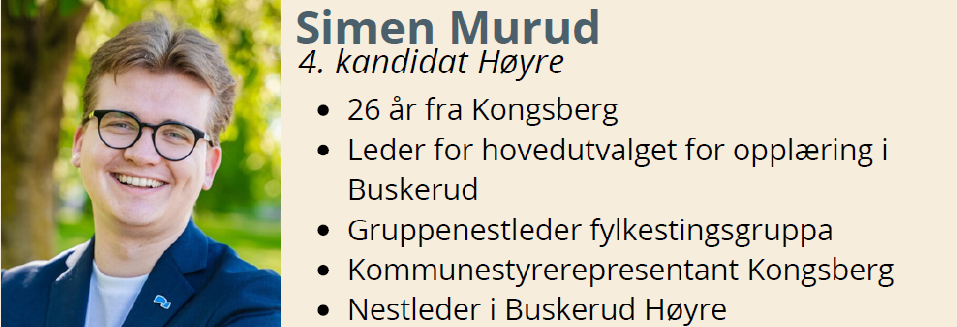 Simen Murud
4. kandidat Høyre
• 26 år fra Kongsberg
• Leder for hovedutvalget for opplæring i
Buskerud
• Gruppenestleder fylkestingsgruppa
• Kommunestyrerepresentant Kongsberg
• Nestleder i Buskerud Høyre